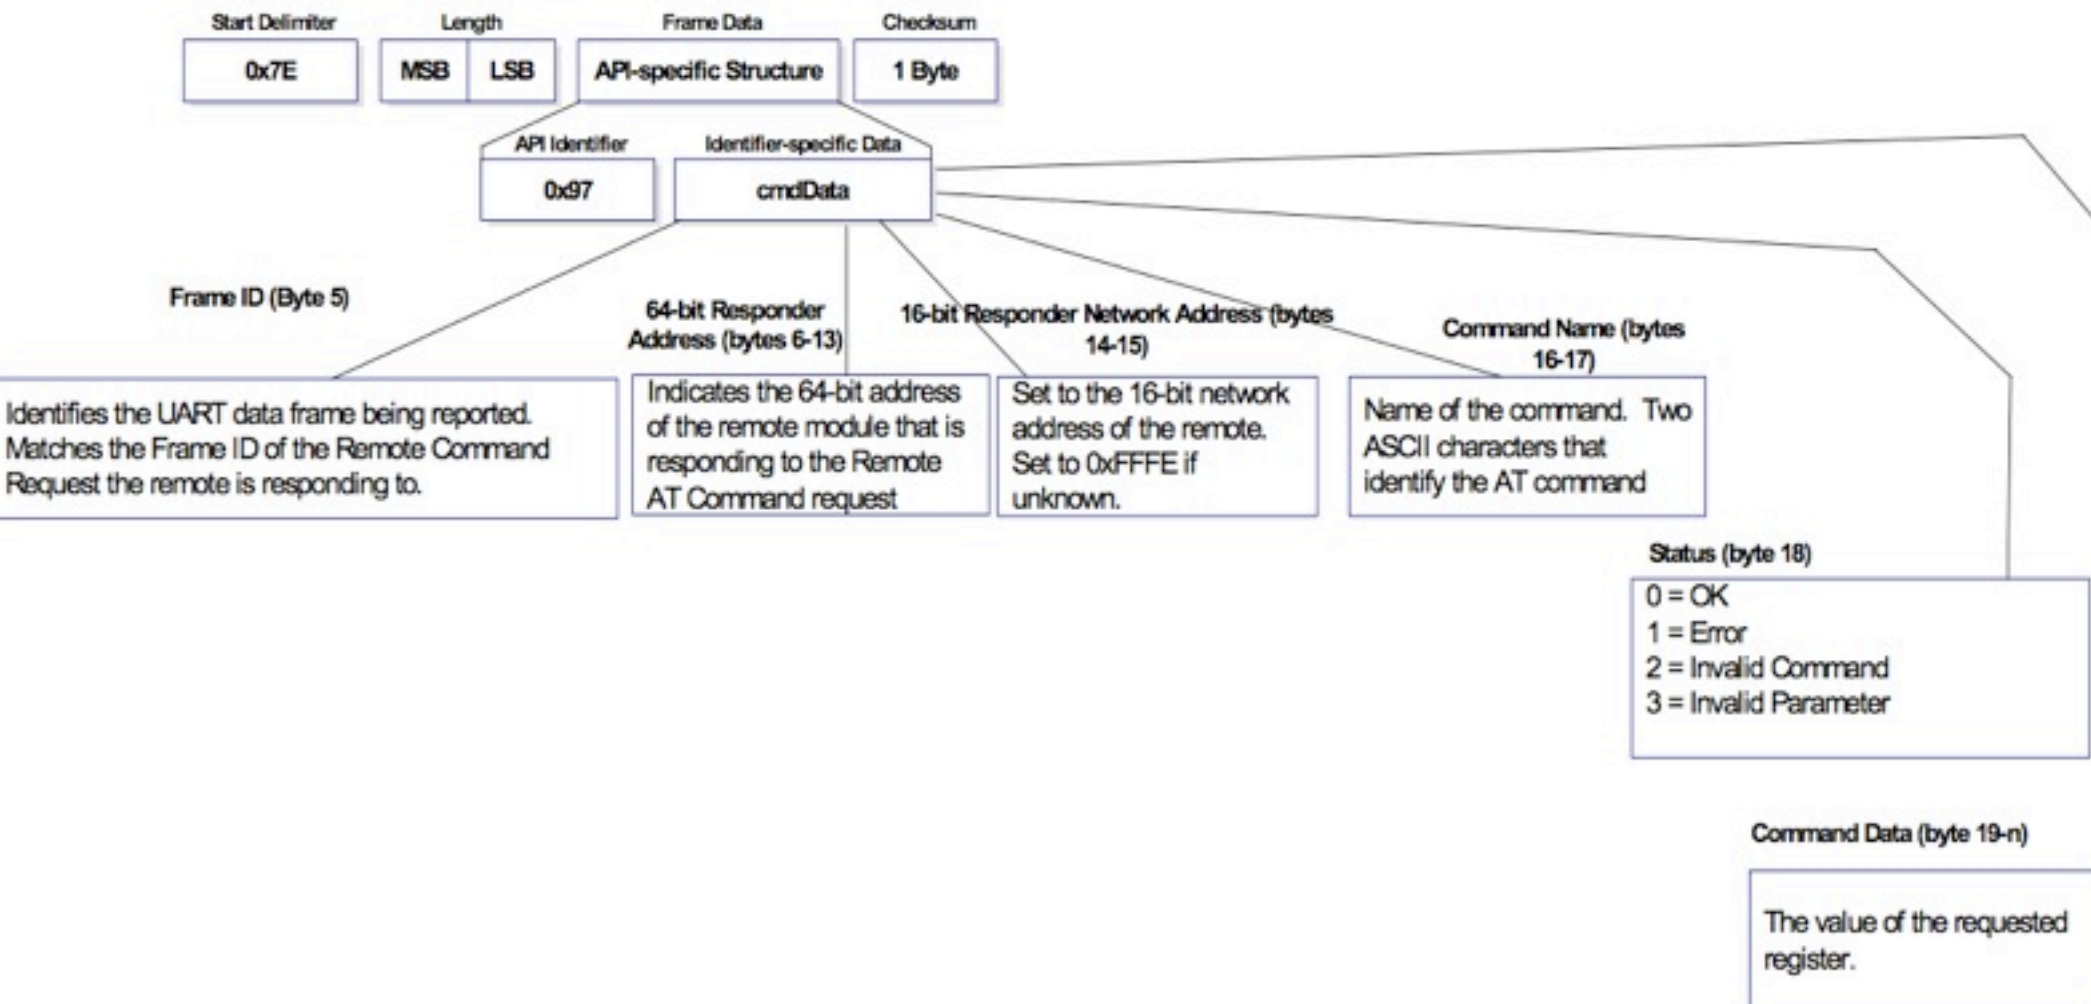 Start Delimiter
Length
Frame Data
Checksum
0x7E
MSB
LSB
API-specific Structure
1 Byte
API Identifier
Identifier-specific Data
0x97
cmdData
Frame ID (Byte 5)
Identifies the UART data frame being reported.
Matches the Frame ID of the Remote Command
Request the remote is responding to.
64-bit Responder
Address (bytes 6-13)
Indicates the 64-bit address
of the remote module that is
responding to the Remote
AT Command request
16-bit Responder Network Address (bytes
14-15)
Set to the 16-bit network
address of the remote.
Set to 0xFFFE if
unknown.
Command Name (bytes
16-17)
Name of the command. Two
ASCII characters that
identify the AT command
Status (byte 18)
0 = OK
1 = Error
2 = Invalid Command
3 = Invalid Parameter
Command Data (byte 19-n)
The value of the requested
register.